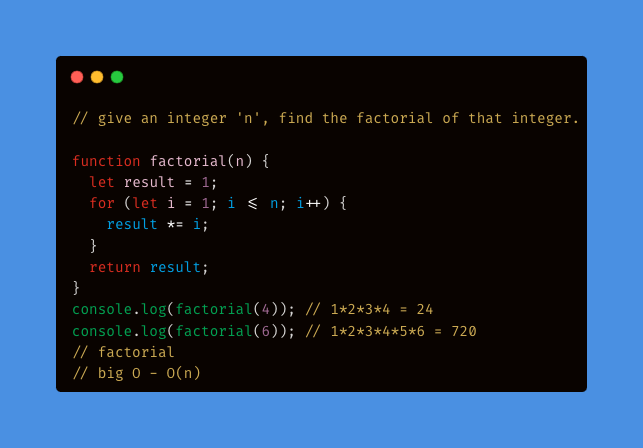 // give an integer 'n', find the factorial of that integer.
function factorial(n) {
let result = 1;
for (let i = 1; i <= n; i++) {
result *= i;
}
return result;
}
console.log(factorial(4)); // 1*2*3*4 = 24
console.log(factorial(6)); // 1*2*3*4*5*6 = 720
// factorial
// big O - O(n)